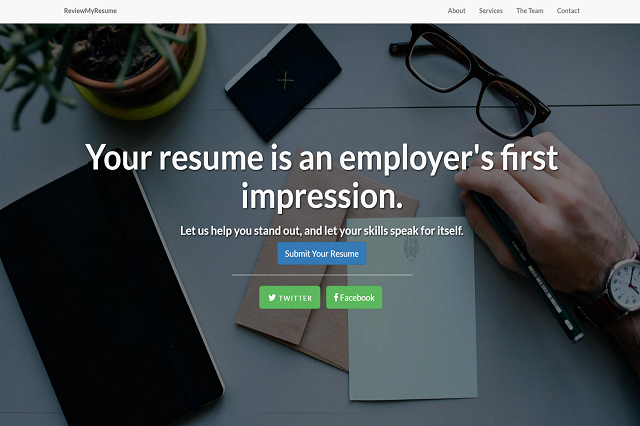 ReviewMyResume About Services The Team Contact
Your resume is an employer's first
impression.
Let us help you stand out, and let your skills speak for itself.
Submit Your Resume
TWITTER Facebook